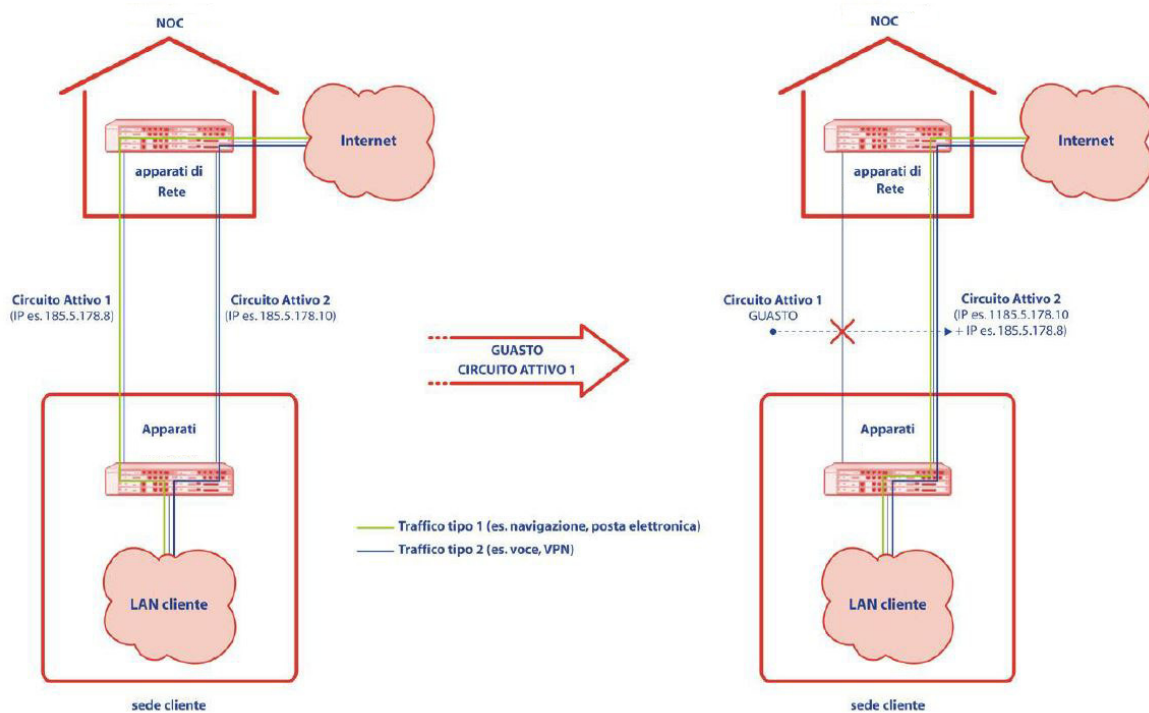 NOC
Internet
apparati di
Rete
Circuito Attivo 1
(IP es. 185.5.178.8)
Circuito Attivo 2
(IP es. 185.5.178.10)
Apparati
LAN cliente
sede cliente
GUASTO
CIRCUITO ATTIVO 1
Traffico tipo 1 (es. navigazione, posta elettronica)
Traffico tipo 2 (es. voce, VPN)
NOC
Internet
apparati di
Rete
Circuito Attivo 1
GUASTO
Circuito Attivo 2
(IP es. 1185.5.178.10
+ IP es. 185.5.178.8)
Apparati
LAN cliente
sede cliente